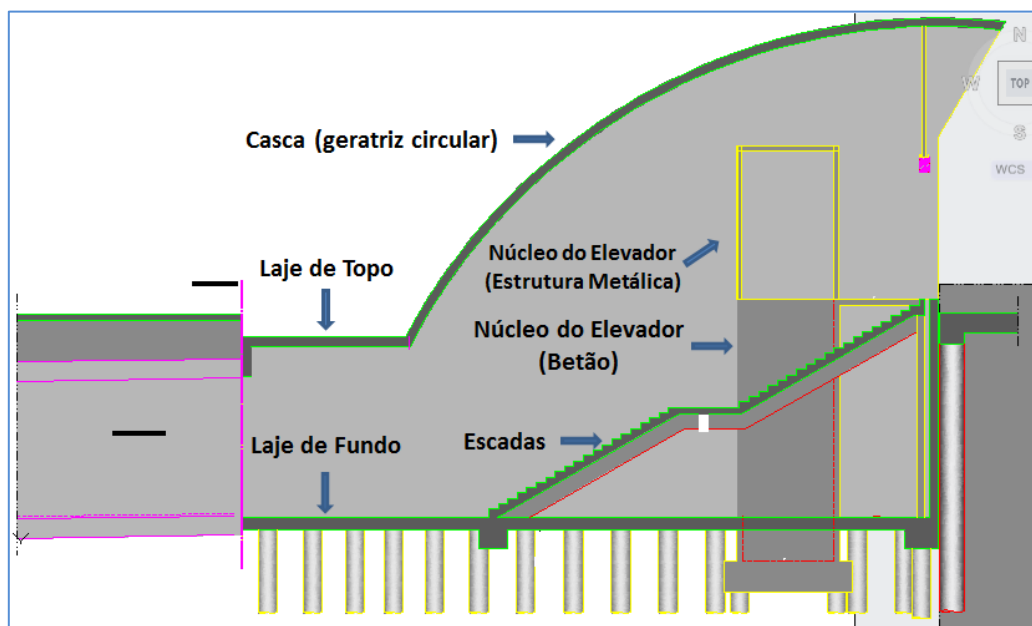 N
W
TOP
S
WCS
Casca (geratriz circular)
Núcleo do Elevador
(Estrutura Metálica)
Laje de Topo
Núcleo do Elevador
(Betão)
Laje de Fundo
Escadas